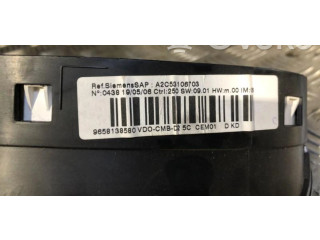 Ref.SiemensSAP : A2C53106703
N°:0438 19/05/06 Ctrl:250 SW:09.01 HW:m.00 IM:
9658138580 VDO-CMB-02 5C CEM01 D KD